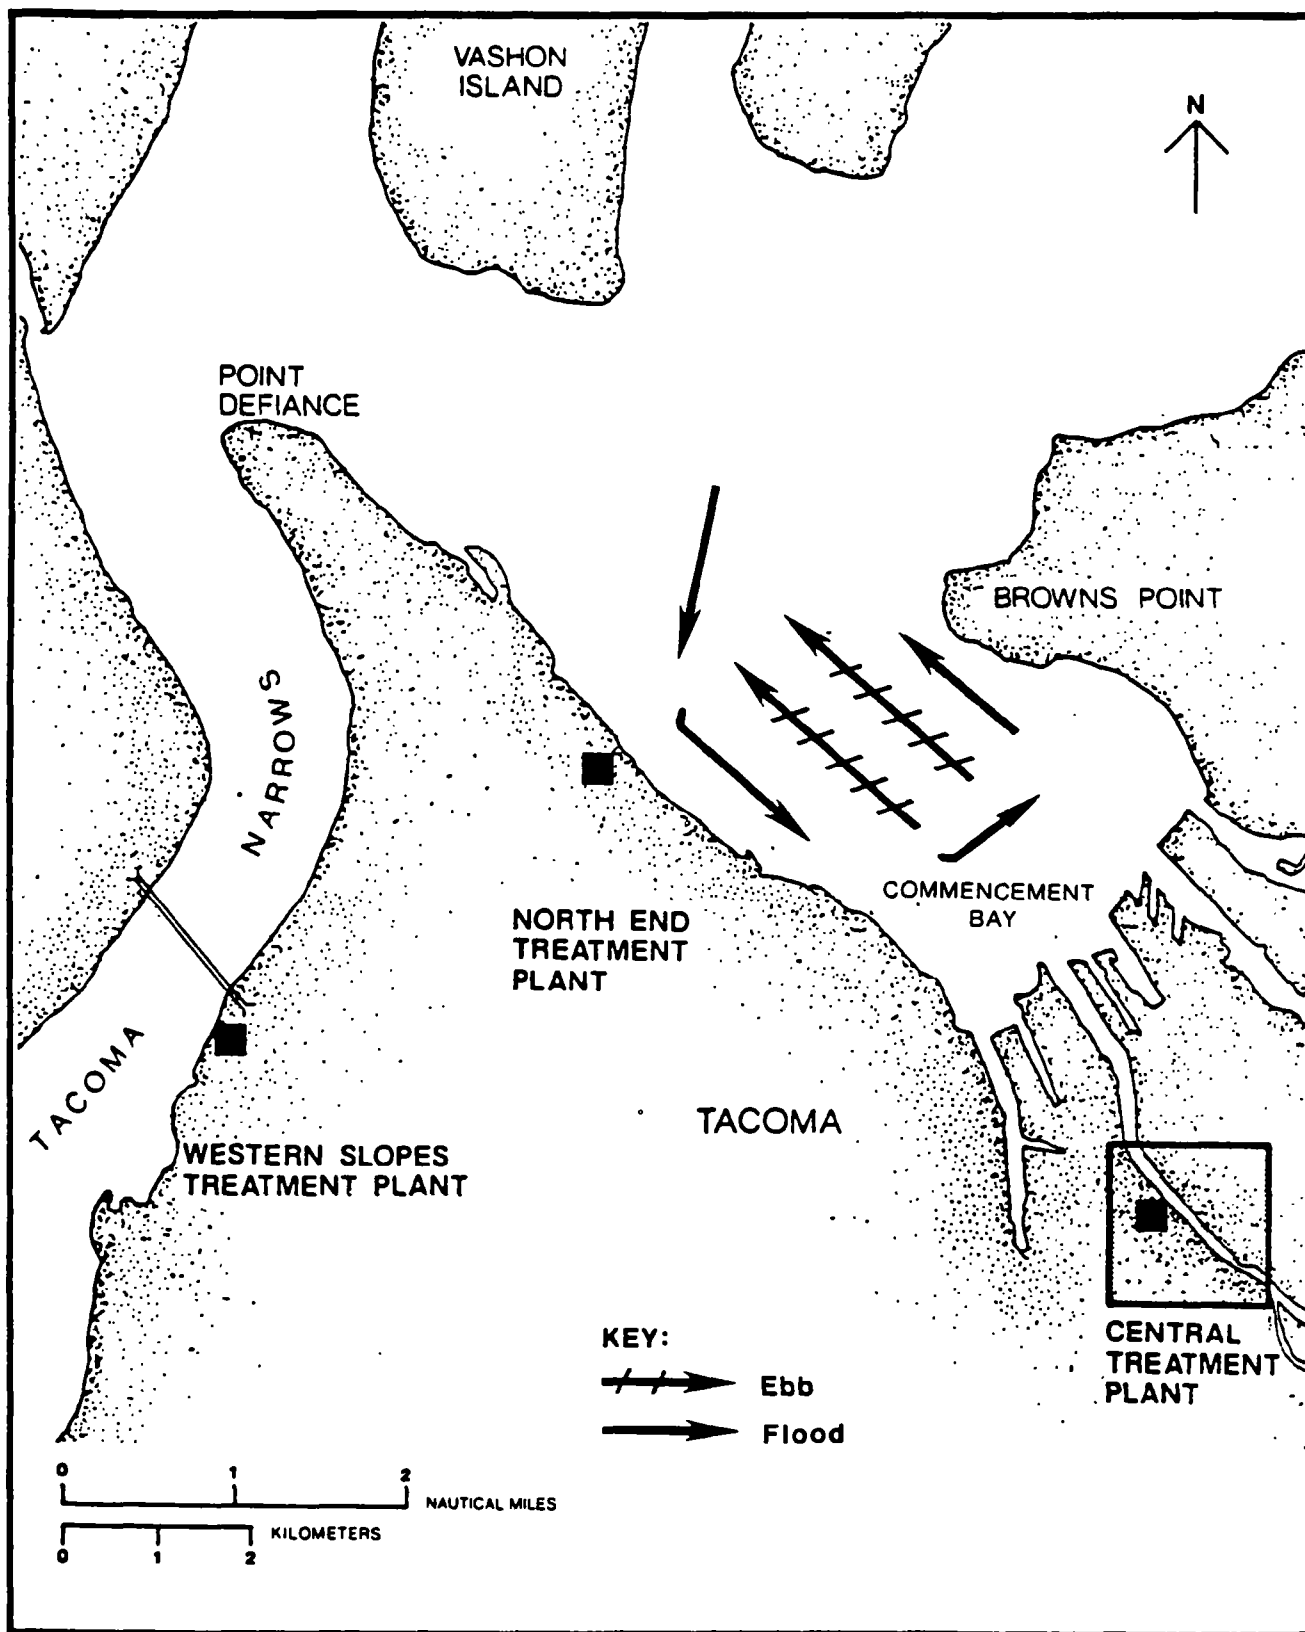 VASHON
ISLAND
N
POINT
DEFIANCE
BROWNS POINT
NARROWS
COMMENCEMENT
BAY
NORTH END
TREATMENT
PLANT
TACOMA
TACOMA
WESTERN SLOPES
TREATMENT PLANT
CENTRAL
TREATMENT
PLANT
KEY:
Ebb
Flood
0 1 2
NAUTICAL MILES
KILOMETERS
0 1 2